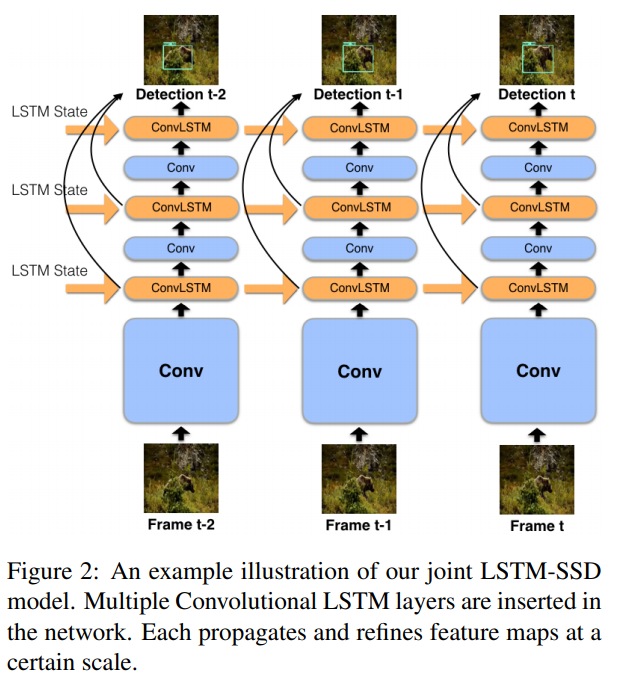 Detection t-2 Detection t-1 Detection t
LSTM State
ConvLSTM ConvLSTM ConvLSTM
Conv Conv Conv
LSTM State
ConvLSTM ConvLSTM ConvLSTM
Conv Conv Conv
LSTM State
ConvLSTM ConvLSTM ConvLSTM
Conv Conv Conv
Frame t-2 Frame t-1 Frame t
Figure 2: An example illustration of our joint LSTM-SSD
model. Multiple Convolutional LSTM layers are inserted in
the network. Each propagates and refines feature maps at a
certain scale.